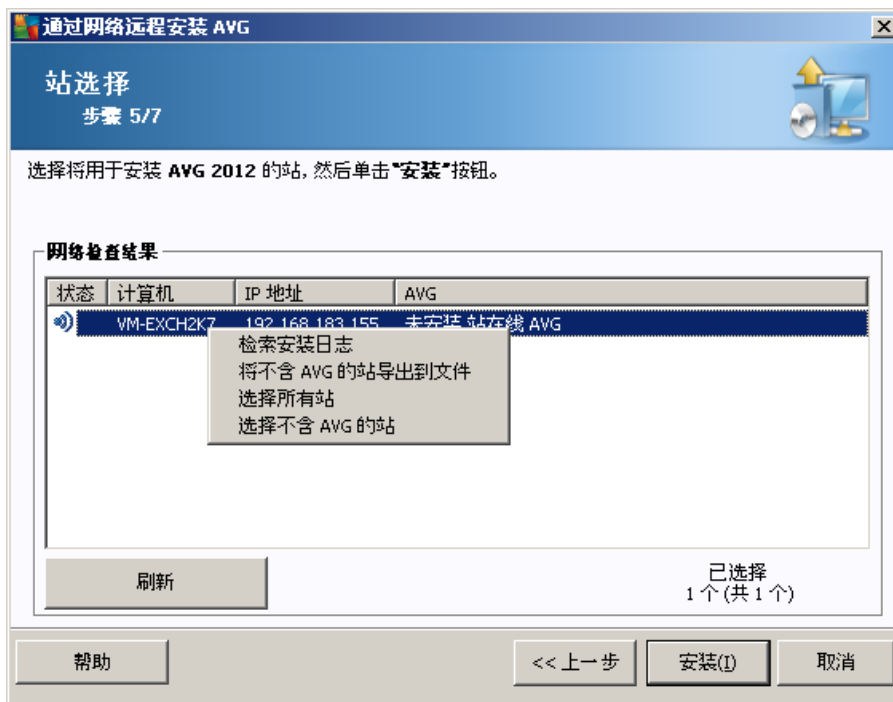 通过网络远程安装 AVG
站选择
步骤 5/7
选择将用于安装 AVG 2012 的站, 然后单击"安装"按钮。
网络检查结果
状态 计算机 IP 地址 AVG
VM-EXCH2K7 192.168.183.155 未安装 站在线 AVG
检索安装日志
将不含 AVG 的站导出到文件
选择所有站
选择不含 AVG 的站
刷新
已选择
1 个 (共 1 个)
帮助 << 上一步 安装(I) 取消